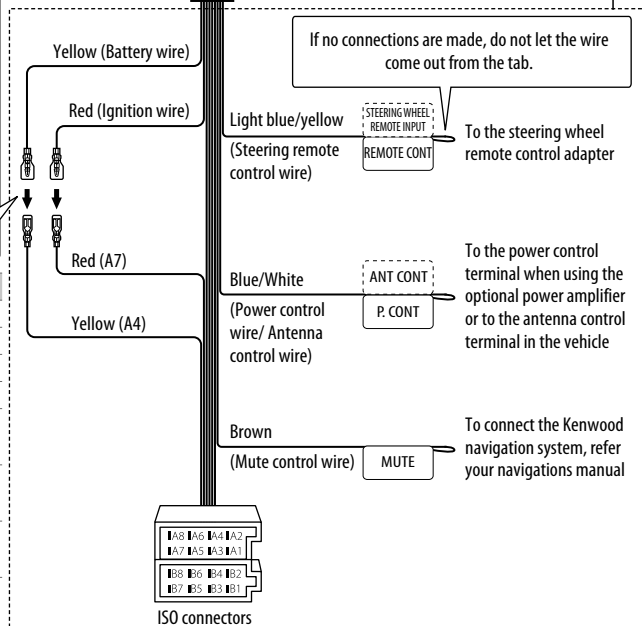 If no connections are made, do not let the wire
come out from the tab.
Yellow (Battery wire)
Red (Ignition wire)
Light blue/yellow
(Steering remote
control wire)
STEERING WHEEL
REMOTE INPUT
REMOTE CONT
To the steering wheel
remote control adapter
Red (A7)
Yellow (A4)
Blue/White
(Power control
wire/ Antenna
control wire)
ANT CONT
P. CONT
To the power control
terminal when using the
optional power amplifier
or to the antenna control
terminal in the vehicle
Brown
(Mute control wire)
MUTE
To connect the Kenwood
navigation system, refer
your navigations manual
A8 A6 A4 A2
A7 A5 A3 A1
B8 B6 B4 B2
B7 B5 B3 B1
ISO connectors